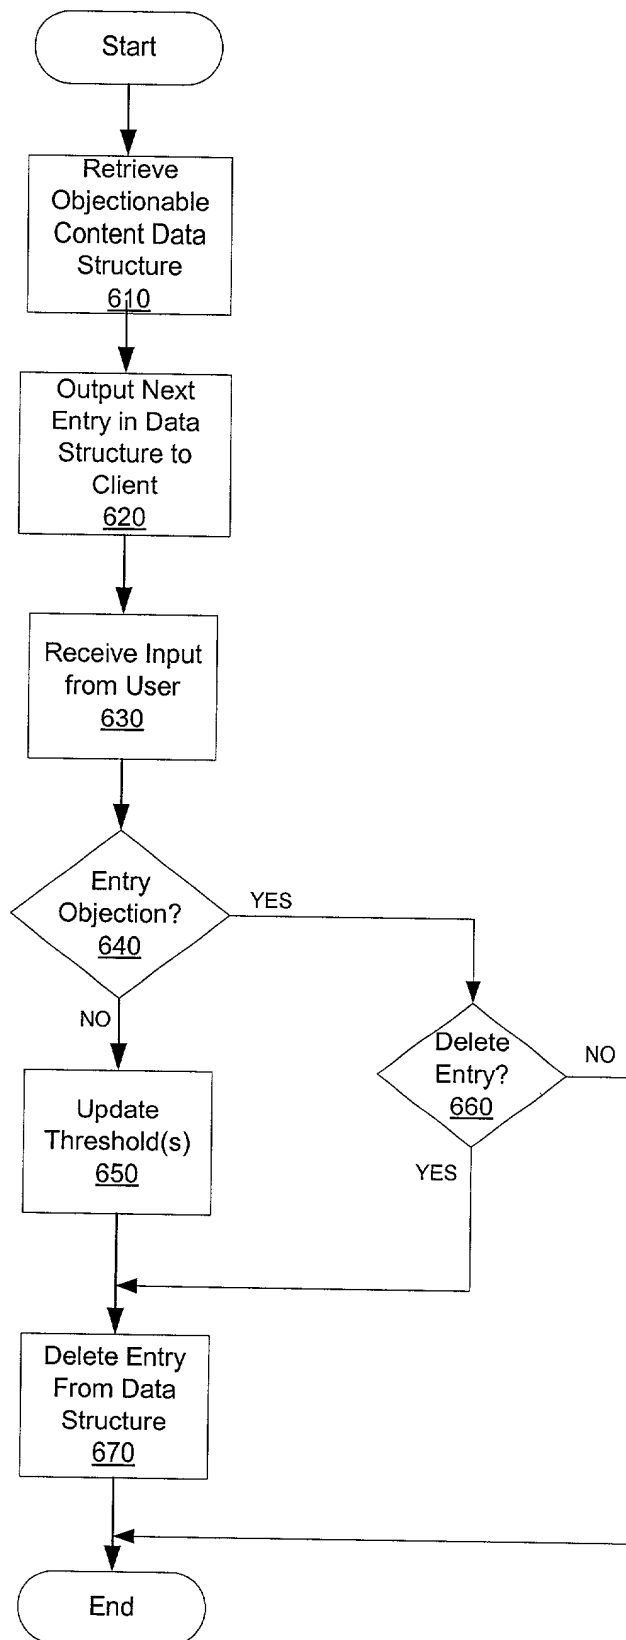 Start
Retrieve
Objectionable
Content Data
Structure
610
Output Next
Entry in Data
Structure to
Client
620
Receive Input
from User
630
Entry
Objection?
640
YES
NO
Delete
Entry?
660
NO
YES
Update
Threshold(s)
650
Delete Entry
From Data
Structure
670
End